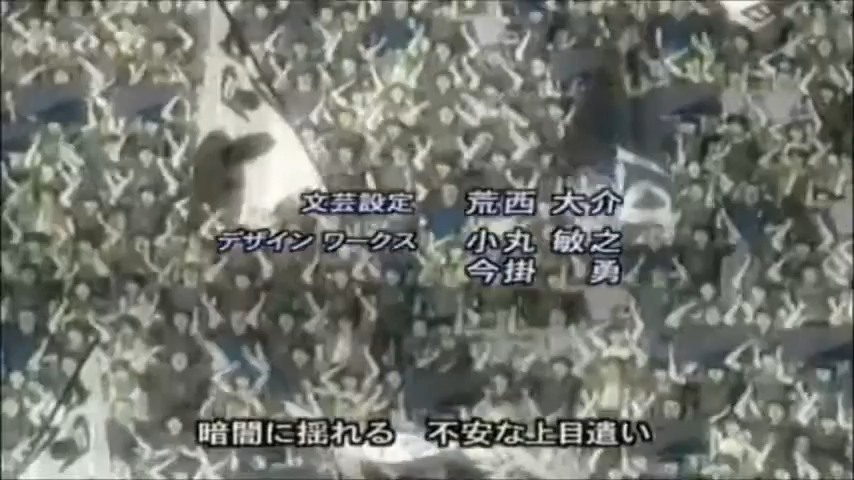 文芸設定 荒西 大介
デザイン ワークス 小丸 敏之
今掛 勇
暗闇に揺れる 不安な上目遣い